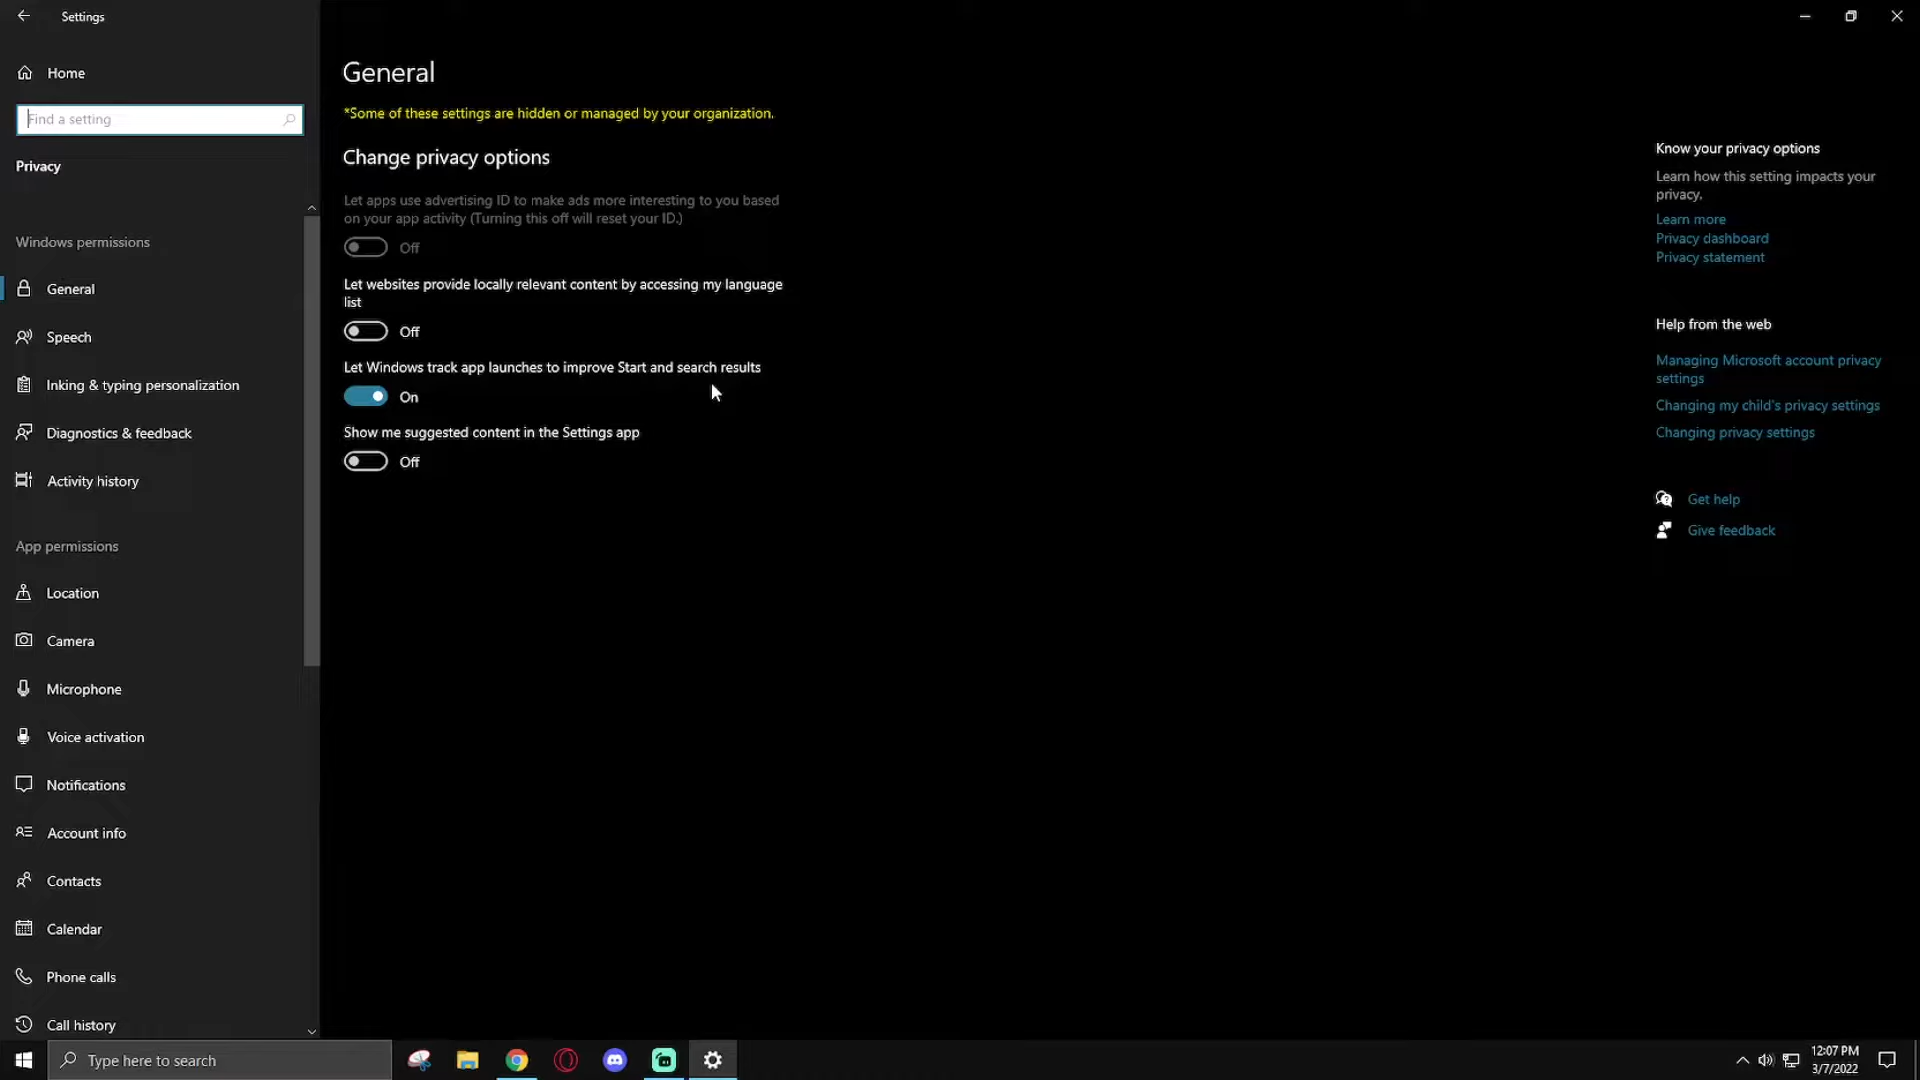 Settings
Home
Find a setting
Privacy
Windows permissions
General
Speech
Inking & typing personalization
Diagnostics & feedback
Activity history
App permissions
Location
Camera
Microphone
Voice activation
Notifications
Account info
Contacts
Calendar
Phone calls
Call history
General
*Some of these settings are hidden or managed by your organization.
Change privacy options
Let apps use advertising ID to make ads more interesting to you based
on your app activity (Turning this off will reset your ID.)
Off
Let websites provide locally relevant content by accessing my language
list
Off
Let Windows track app launches to improve Start and search results
On
Show me suggested content in the Settings app
Off
Know your privacy options
Learn how this setting impacts your
privacy.
Learn more
Privacy dashboard
Privacy statement
Help from the web
Managing Microsoft account privacy
settings
Changing my child's privacy settings
Changing privacy settings
Get help
Give feedback
Type here to search
12:07 PM
3/7/2022